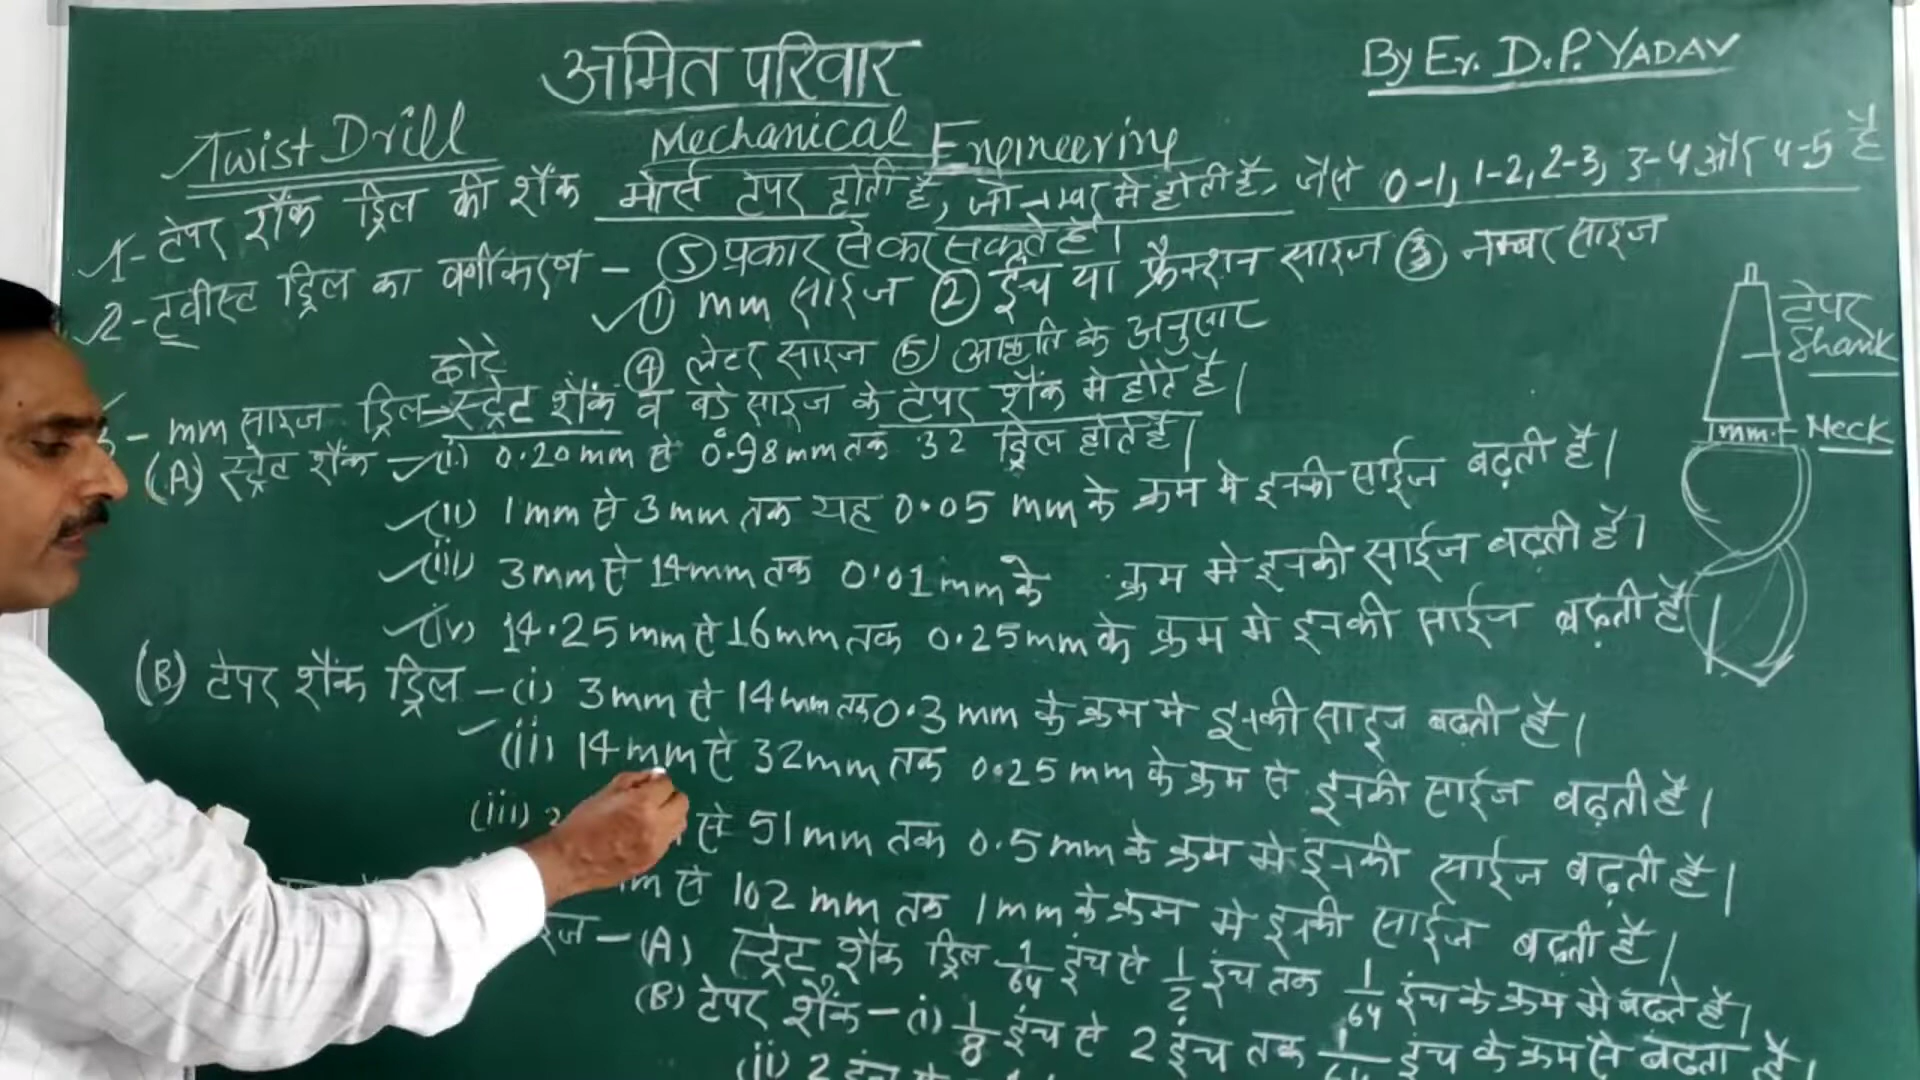 अमित परिवार
By Er. D.P. YADAV
Twist Drill
Mechanical Engineering
1- टेपर शैंक ड्रिल की शैंक मोर्स टेपर होती है, जो नम्बर मे होती है, जैसे 0-1, 1-2, 2-3, 3-4 और 4-5 है
2- ट्वीस्ट ड्रिल का वर्गीकरण - ⑤ प्रकार से कर सकते है।
① mm साईज ② ईंच या फ्रैक्शन साइज ③ नम्बर साइज
④ लेटर साइज ⑤ आकृति के अनुसार
छोटे
3- mm साइज ड्रिल → स्ट्रेट शैंक व बडे साइज के टेपर शैंक मे होते है।
(A) स्ट्रेट शैंक - (i) 0.20 mm से 0.98 mm तक 32 ड्रिल होते है।
(ii) 1 mm से 3 mm तक यह 0.05 mm के क्रम मे इनकी साईज बढ़ती है।
(iii) 3 mm से 14 mm तक 0.01 mm के क्रम मे इनकी साईज बढ़ती है।
(iv) 14.25 mm से 16 mm तक 0.25 mm के क्रम मे इनकी साईज बढ़ती है
(B) टेपर शैंक ड्रिल - (i) 3 mm से 14 mm तक 0.3 mm के क्रम मे इनकी साइज बढती है।
(ii) 14 mm से 32 mm तक 0.25 mm के क्रम से इनकी साईज बढ़ती है।
(iii) से 51 mm तक 0.5 mm के क्रम मे इनकी साईज बढ़ती है।
से 102 mm तक 1 mm के क्रम मे इनकी साईज बढ़ती है।
(A) स्ट्रेट शैंक ड्रिल 1/64 इंच से 1/2 इंच तक 1/64 इंच के क्रम मे बढते है।
(B) टेपर शैंक - (i) 1/8 इंच से 2 इंच तक 1/64 इंच के क्रम से बढता है।
(ii) 2 इंच से
टेपर
Shank
mm
Neck